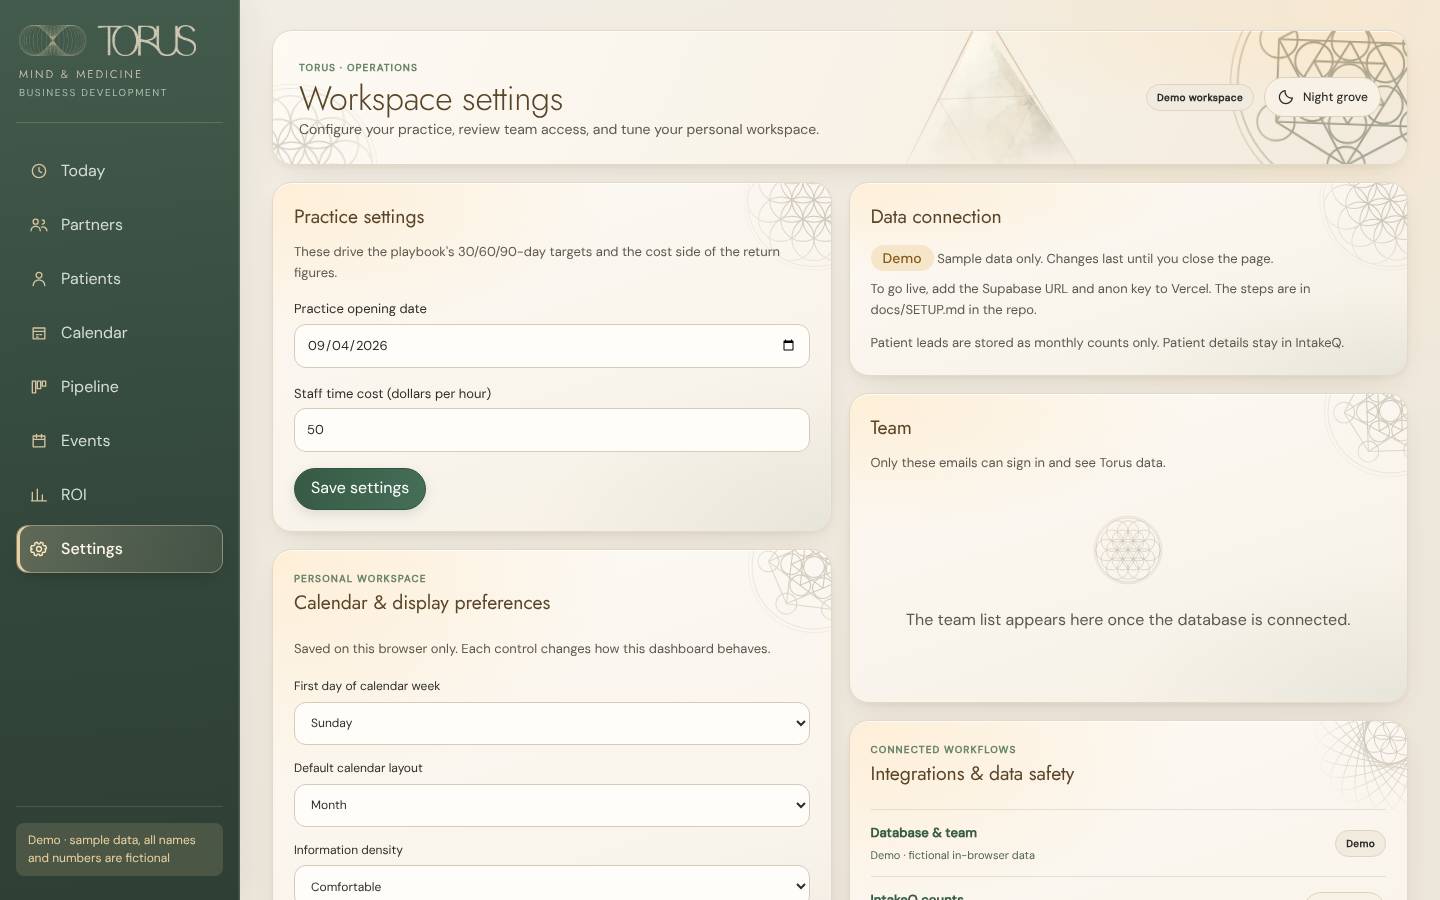 TORUS
MIND & MEDICINE
BUSINESS DEVELOPMENT
Today
Partners
Patients
Calendar
Pipeline
Events
ROI
Settings
Demo · sample data, all names
and numbers are fictional
TORUS · OPERATIONS
Workspace settings
Configure your practice, review team access, and tune your personal workspace.
Demo workspace
Night grove
Practice settings
These drive the playbook's 30/60/90-day targets and the cost side of the return
figures.
Practice opening date
09/04/2026
Staff time cost (dollars per hour)
50
Save settings
PERSONAL WORKSPACE
Calendar & display preferences
Saved on this browser only. Each control changes how this dashboard behaves.
First day of calendar week
Sunday
Default calendar layout
Month
Information density
Comfortable
Data connection
Demo Sample data only. Changes last until you close the page.
To go live, add the Supabase URL and anon key to Vercel. The steps are in
docs/SETUP.md in the repo.
Patient leads are stored as monthly counts only. Patient details stay in IntakeQ.
Team
Only these emails can sign in and see Torus data.
The team list appears here once the database is connected.
CONNECTED WORKFLOWS
Integrations & data safety
Database & team
Demo · fictional in-browser data
Demo
IntakeQ counts